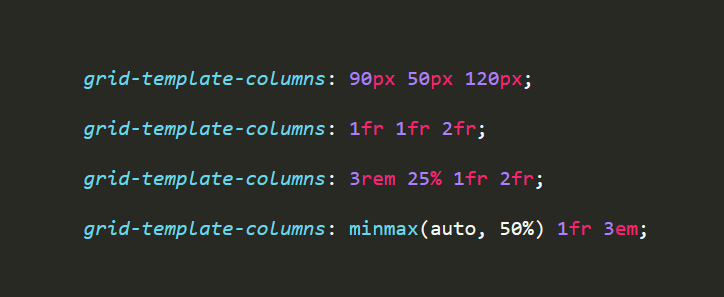 grid-template-columns: 90px 50px 120px;
grid-template-columns: 1fr 1fr 2fr;
grid-template-columns: 3rem 25% 1fr 2fr;
grid-template-columns: minmax(auto, 50%) 1fr 3em;